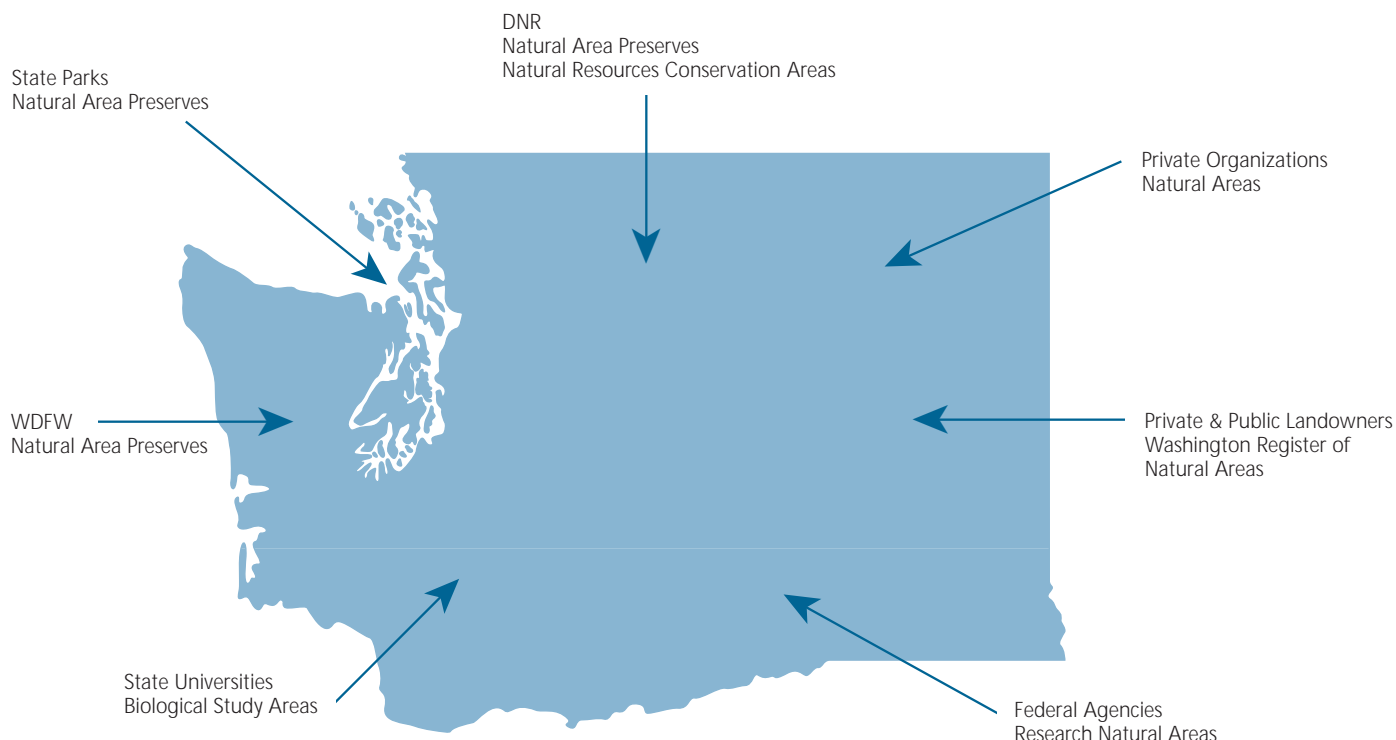 DNR
Natural Area Preserves
Natural Resources Conservation Areas
State Parks
Natural Area Preserves
Private Organizations
Natural Areas
WDFW
Natural Area Preserves
Private & Public Landowners
Washington Register of
Natural Areas
State Universities
Biological Study Areas
Federal Agencies
Research Natural Areas